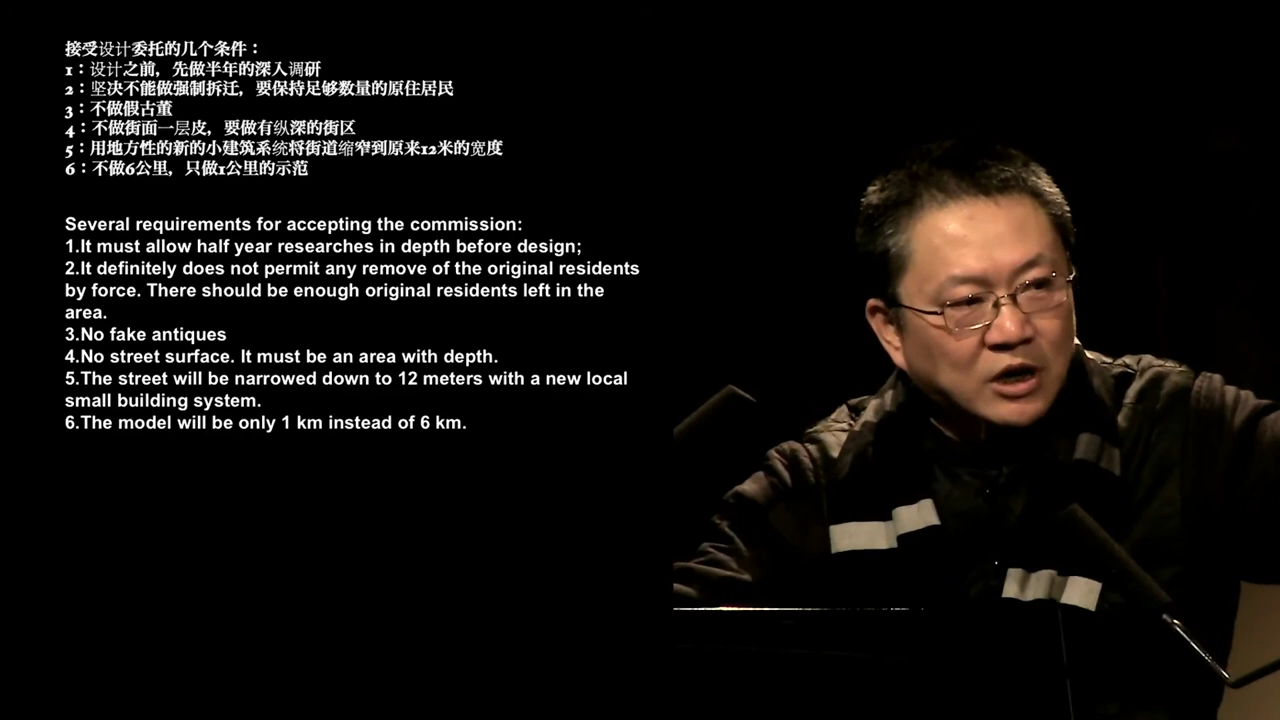 接受设计委托的几个条件：
1：设计之前，先做半年的深入调研
2：坚决不能做强制拆迁，要保持足够数量的原住居民
3：不做假古董
4：不做街面一层皮，要做有纵深的街区
5：用地方性的新的小建筑系统将街道缩窄到原来12米的宽度
6：不做6公里，只做1公里的示范
Several requirements for accepting the commission:
1.It must allow half year researches in depth before design;
2.It definitely does not permit any remove of the original residents
by force. There should be enough original residents left in the
area.
3.No fake antiques
4.No street surface. It must be an area with depth.
5.The street will be narrowed down to 12 meters with a new local
small building system.
6.The model will be only 1 km instead of 6 km.